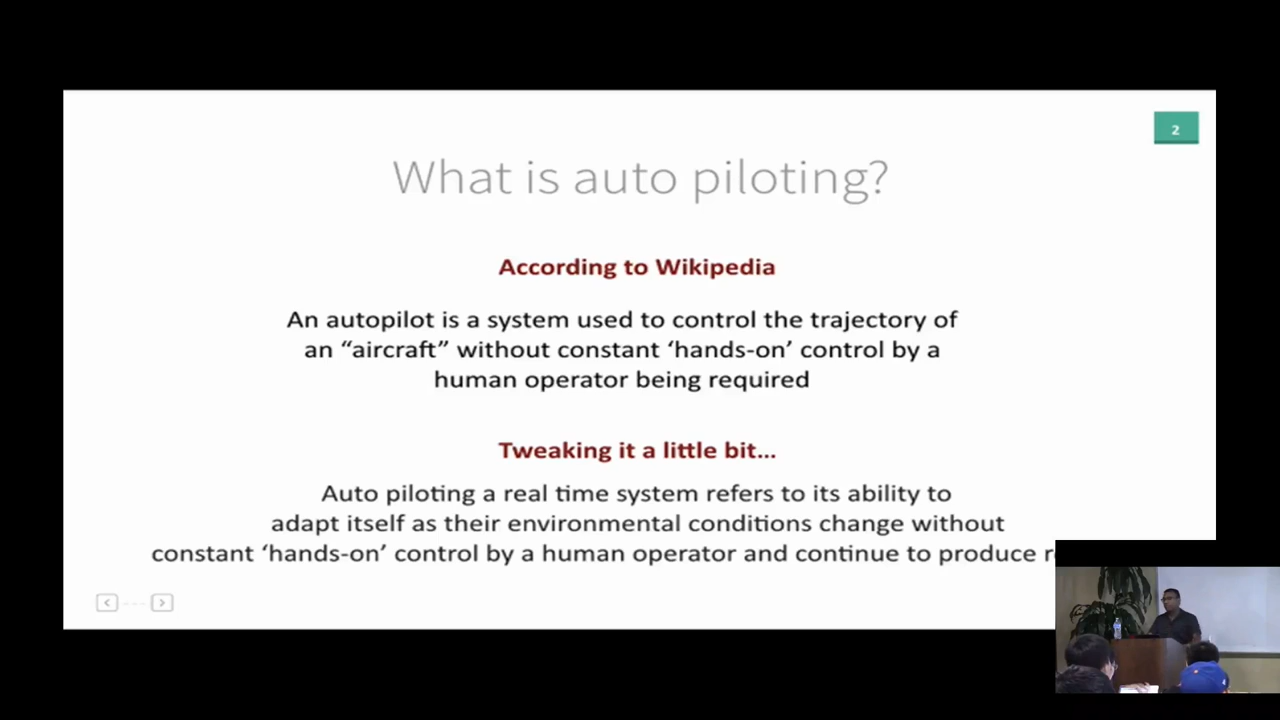 2
What is auto piloting?
According to Wikipedia
An autopilot is a system used to control the trajectory of
an “aircraft” without constant ‘hands-on’ control by a
human operator being required
Tweaking it a little bit...
Auto piloting a real time system refers to its ability to
adapt itself as their environmental conditions change without
constant ‘hands-on’ control by a human operator and continue to produce